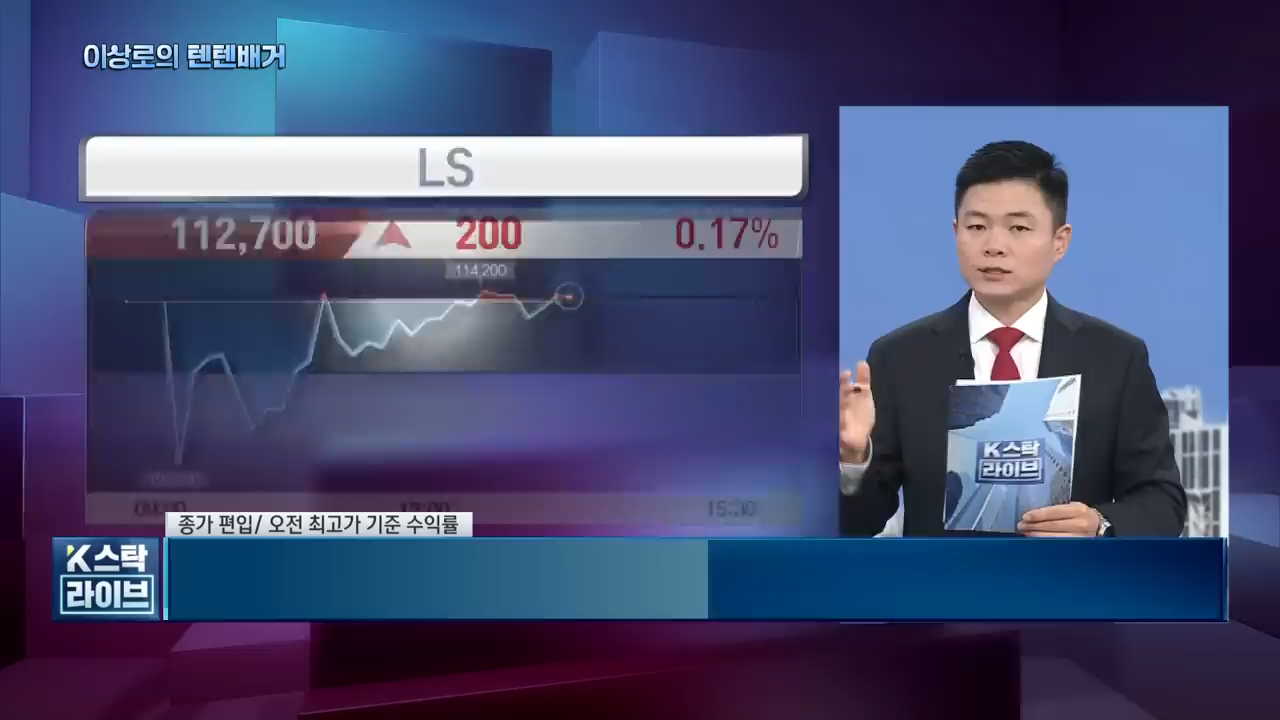 이상로의 텐텐배거
LS
112,700 ▲ 200 0.17%
114,200
15:30
종가 편입/ 오전 최고가 기준 수익률
K스탁
라이브
K스탁
라이브